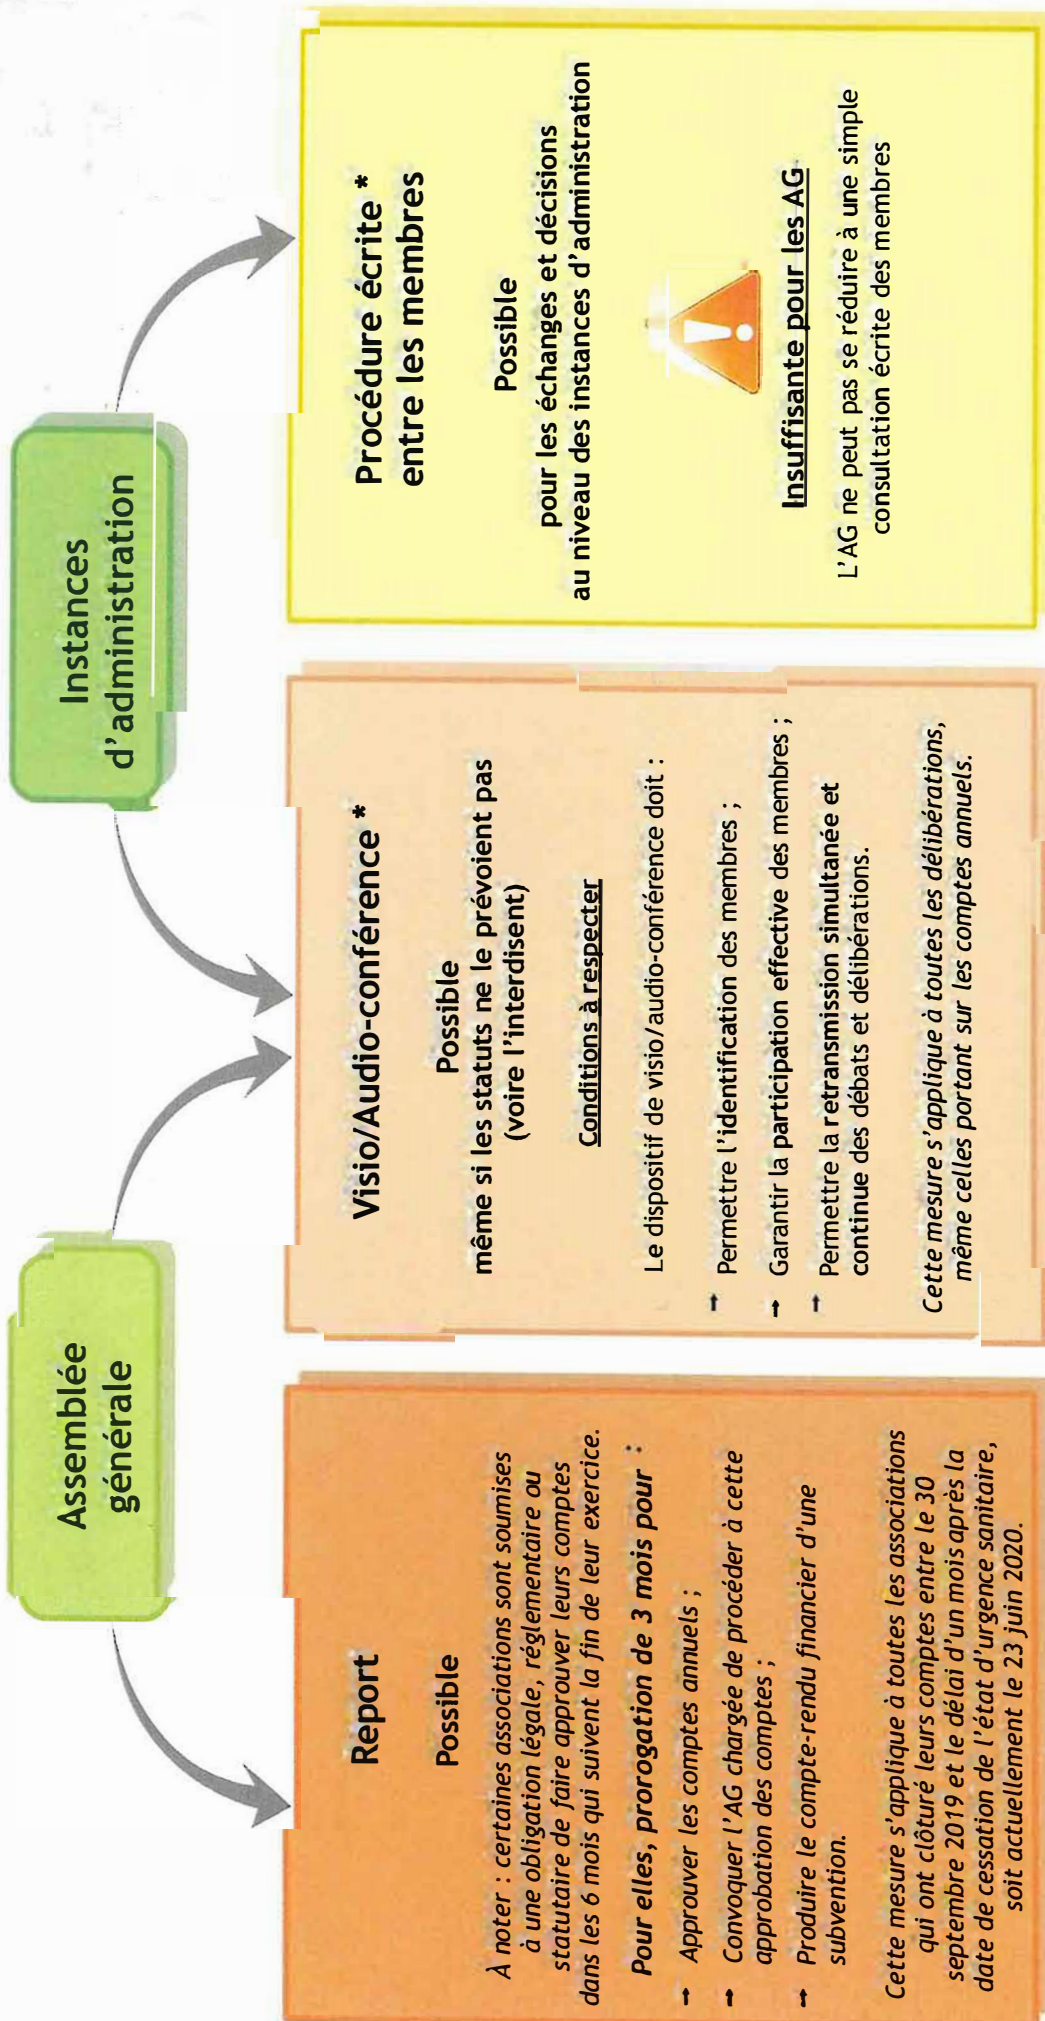 Assemblée
générale
Instances
d'administration
Report
Possible
À noter : certaines associations sont soumises
à une obligation légale, réglementaire ou
statutaire de faire approuver leurs comptes
dans les 6 mois qui suivent la fin de leur exercice.
Pour elles, prorogation de 3 mois pour :
→ Approuver les comptes annuels ;
→ Convoquer l'AG chargée de procéder à cette
approbation des comptes ;
→ Produire le compte-rendu financier d'une
subvention.
Cette mesure s'applique à toutes les associations
qui ont clôturé leurs comptes entre le 30
septembre 2019 et le délai d'un mois après la
date de cessation de l'état d'urgence sanitaire,
soit actuellement le 23 juin 2020.
Visio/Audio-conférence *
Possible
même si les statuts ne le prévoient pas
(voire l'interdisent)
Conditions à respecter
Le dispositif de visio/audio-conférence doit :
→ Permettre l'identification des membres ;
→ Garantir la participation effective des membres ;
→ Permettre la retransmission simultanée et
continue des débats et délibérations.
Cette mesure s'applique à toutes les délibérations,
même celles portant sur les comptes annuels.
Procédure écrite *
entre les membres
Possible
pour les échanges et décisions
au niveau des instances d'administration
Insuffisante pour les AG
L'AG ne peut pas se réduire à une simple
consultation écrite des membres